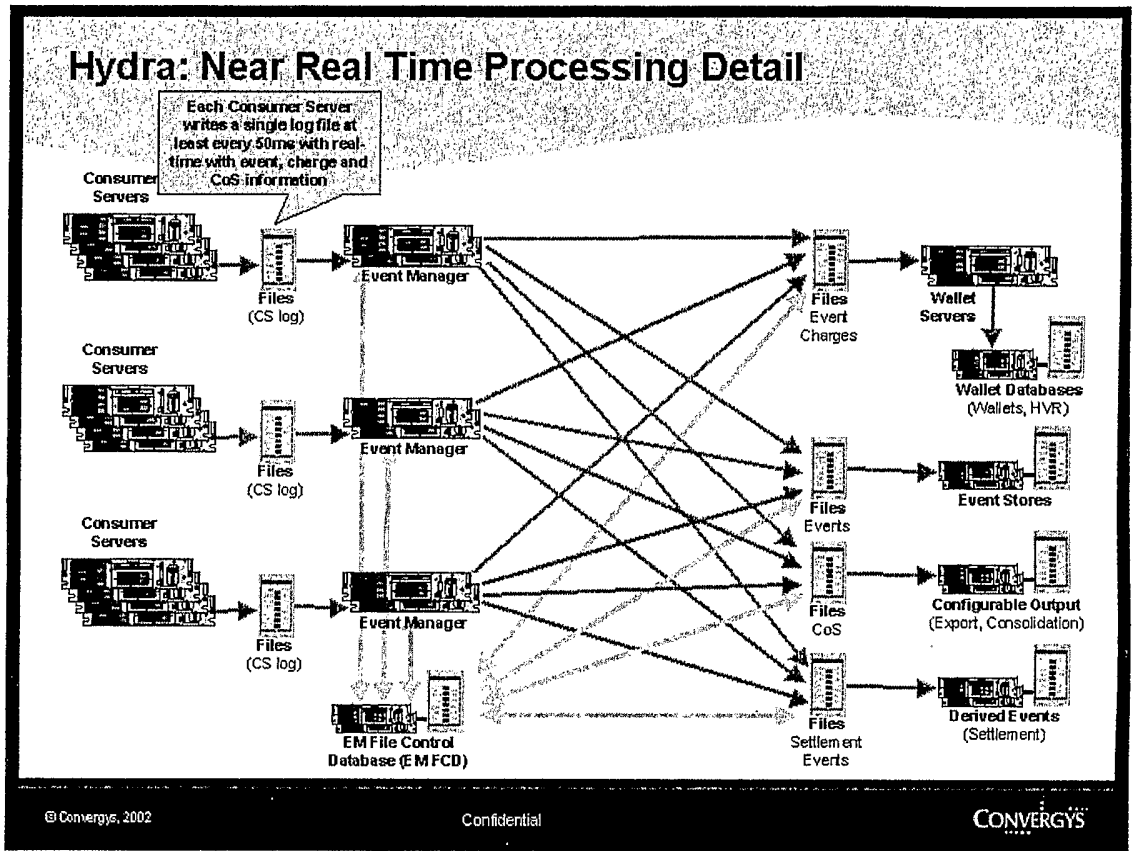 Hydra: Near Real Time Processing Detail
Each Consumer Server
writes a single log file at
least every 50ms with real-
time with event, charge and
CoS information
Consumer
Servers
Files
(CS log)
Event Manager
Files
Event
Charges
Wallet
Servers
Wallet Databases
(Wallets, HVR)
Consumer
Servers
Files
(CS log)
Event Manager
Files
Events
Event Stores
Consumer
Servers
Files
(CS log)
Event Manager
Files
CoS
Configurable Output
(Export, Consolidation)
EM File Control
Database (EM FCD)
Files
Settlement
Events
Derived Events
(Settlement)
© Convergys, 2002
Confidential
CONVERGYS